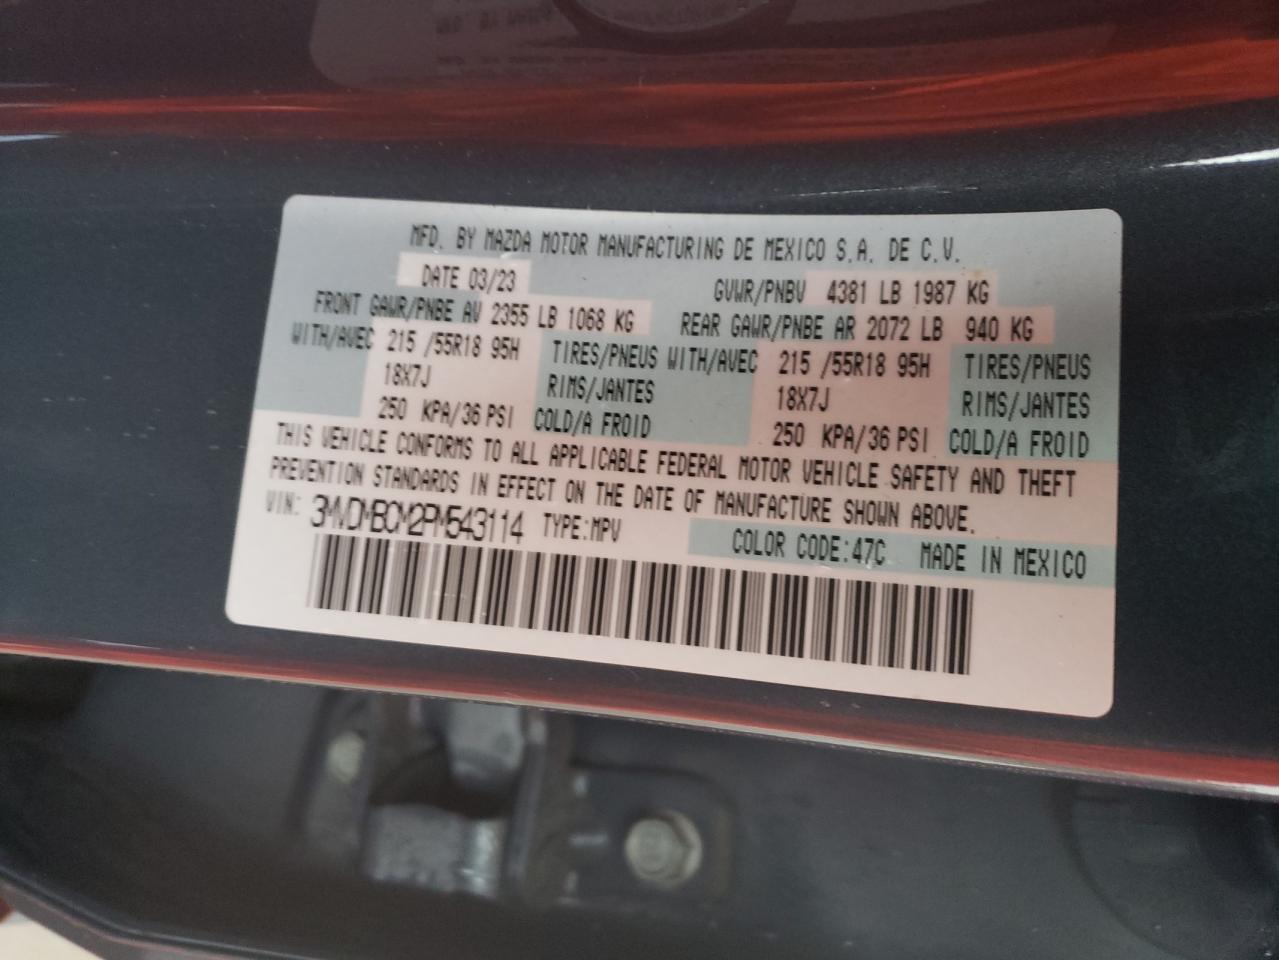 MFD. BY MAZDA MOTOR MANUFACTURING DE MEXICO S.A. DE C.V.
DATE 03/23 GVWR/PNBV 4381 LB 1987 KG
FRONT GAWR/PNBE AV 2355 LB 1068 KG REAR GAWR/PNBE AR 2072 LB 940 KG
WITH/AVEC 215 /55R18 95H TIRES/PNEUS WITH/AVEC 215 /55R18 95H TIRES/PNEUS
18X7J RIMS/JANTES 18X7J RIMS/JANTES
250 KPA/36 PSI COLD/A FROID 250 KPA/36 PSI COLD/A FROID
THIS VEHICLE CONFORMS TO ALL APPLICABLE FEDERAL MOTOR VEHICLE SAFETY AND THEFT
PREVENTION STANDARDS IN EFFECT ON THE DATE OF MANUFACTURE SHOWN ABOVE.
VIN: 3MVDMBCM2PM543114 TYPE:MPV COLOR CODE:47C MADE IN MEXICO